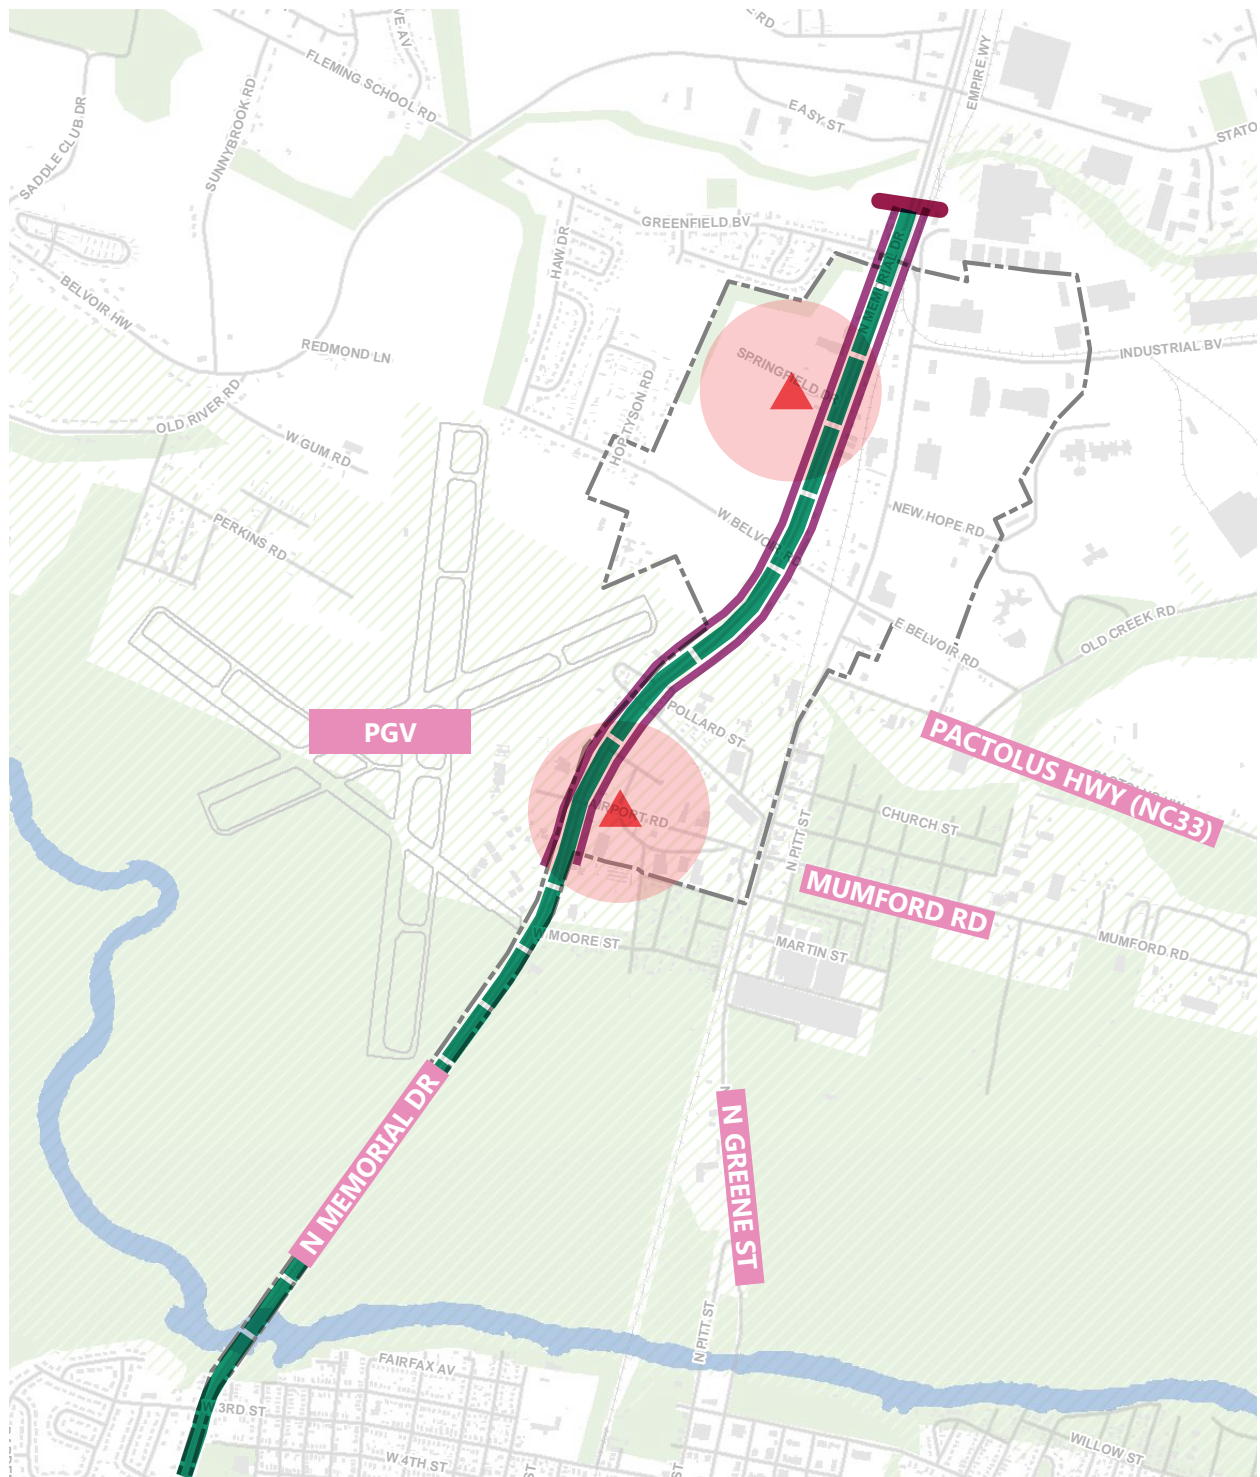 VE AV
E RD
EMPIRE WY
FLEMING SCHOOL RD
SADDLE CLUB DR
SUNNYBROOK RD
EASY ST
STATO
GREENFIELD BV
HAW DR
N MEMORIAL DR
BELVOIR HW
REDMOND LN
SPRINGFIELD DR
INDUSTRIAL BV
OLD RIVER RD
HOP TYSON RD
W GUM RD
PERKINS RD
W BELVOIR RD
NEW HOPE RD
E BELVOIR RD
OLD CREEK RD
PGV
POLLARD ST
PACTOLUS HWY (NC33)
AIRPORT RD
N PITT ST
CHURCH ST
MUMFORD RD
W MOORE ST
MARTIN ST
MUMFORD RD
N MEMORIAL DR
N GREENE ST
N PITT ST
FAIRFAX AV
W 3RD ST
W 4TH ST
ST
ST
WILLOW ST